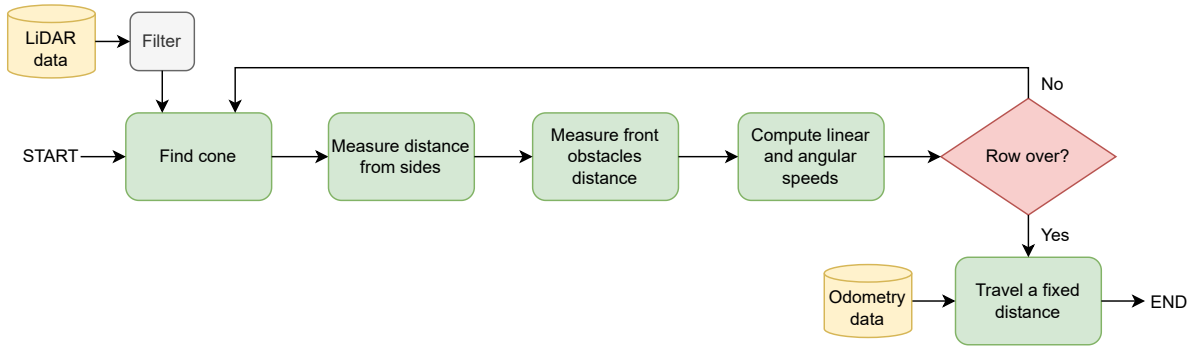 LiDAR
data
Filter
No
START
Find cone
Measure distance
from sides
Measure front
obstacles
distance
Compute linear
and angular
speeds
Row over?
Yes
Odometry
data
Travel a fixed
distance
END